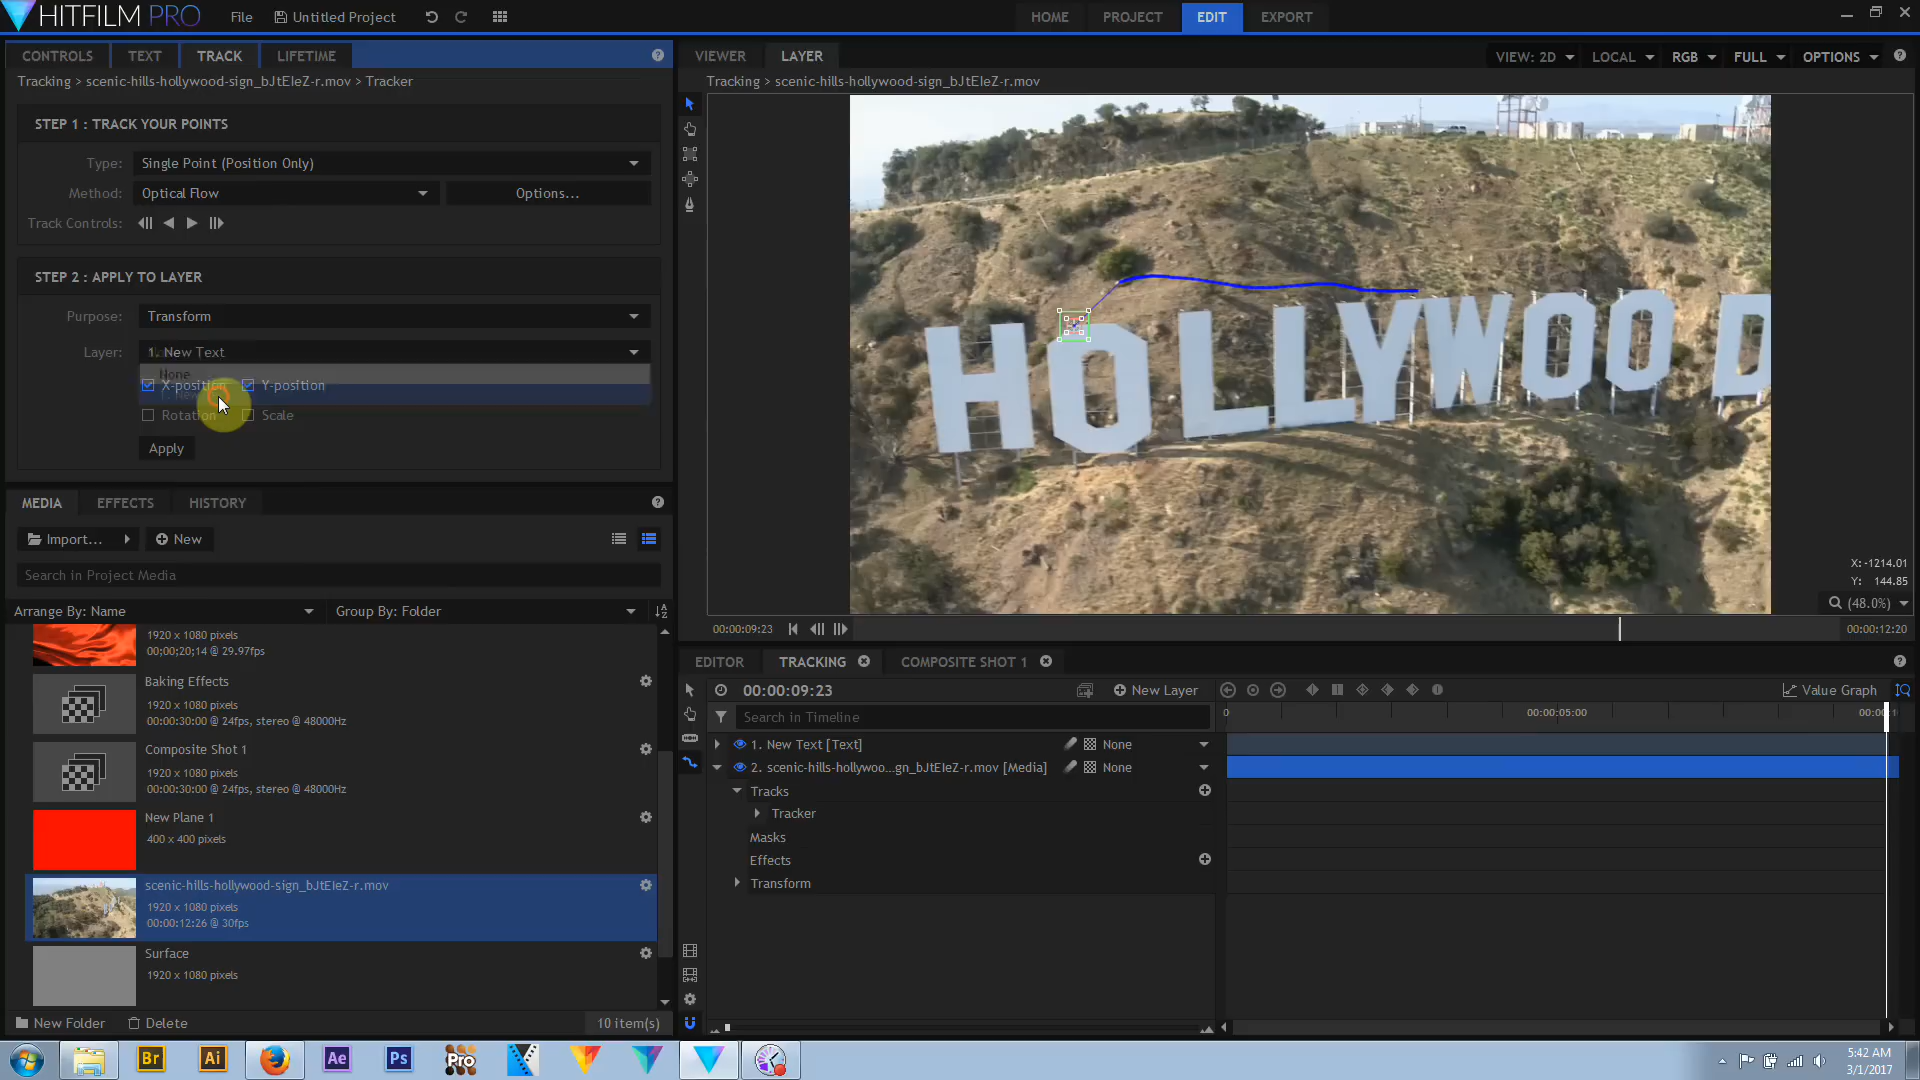 HITFILM PRO
File
Untitled Project
HOME
PROJECT
EDIT
EXPORT
CONTROLS
TEXT
TRACK
LIFETIME
Tracking > scenic-hills-hollywood-sign_bJtEIeZ-r.mov > Tracker
STEP 1 : TRACK YOUR POINTS
Type: Single Point (Position Only)
Method: Optical Flow
Options...
Track Controls:
STEP 2 : APPLY TO LAYER
Purpose: Transform
Layer: 1. New Text
None
X-position
Y-position
Rotation
Scale
Apply
MEDIA
EFFECTS
HISTORY
Import...
New
Search in Project Media
Arrange By: Name
Group By: Folder
1920 x 1080 pixels
00;00;20;14 @ 29.97fps
Baking Effects
1920 x 1080 pixels
00:00:30:00 @ 24fps, stereo @ 48000Hz
Composite Shot 1
1920 x 1080 pixels
00:00:30:00 @ 24fps, stereo @ 48000Hz
New Plane 1
400 x 400 pixels
scenic-hills-hollywood-sign_bJtEIeZ-r.mov
1920 x 1080 pixels
00:00:12:26 @ 30fps
Surface
1920 x 1080 pixels
New Folder
Delete
10 item(s)
VIEWER
LAYER
VIEW: 2D
LOCAL
RGB
FULL
OPTIONS
Tracking > scenic-hills-hollywood-sign_bJtEIeZ-r.mov
HOLLYWOOD
X:-1214.01
Y: 144.85
(48.0%)
00:00:09:23
00:00:12:20
EDITOR
TRACKING
COMPOSITE SHOT 1
00:00:09:23
New Layer
Value Graph
Search in Timeline
0
00:00:05:00
1. New Text [Text]
None
2. scenic-hills-hollywoo...gn_bJtEIeZ-r.mov [Media]
None
Tracks
Tracker
Masks
Effects
Transform
Br
Ai
Ae
Ps
Pro
5:42 AM
3/1/2017